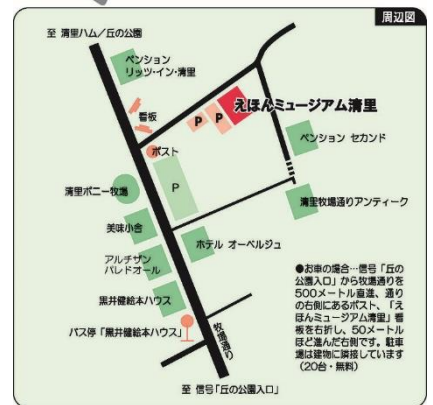 周辺図
至 清里ハム/丘の公園
ペンション
リッツ・イン・清里
看板
えほんミュージアム清里
P
P
ポスト
ペンション セカンド
P
清里ポニー牧場
清里牧場通りアンティーク
美味小舎
ホテル オーベルジュ
アルチザン
パレドオール
黒井健絵本ハウス
バス停「黒井健絵本ハウス」
牧場通り
至 信号「丘の公園入口」
●お車の場合…信号「丘の
公園入口」から牧場通りを
500メートル直進、通り
の右側にあるポスト、「え
ほんミュージアム清里」看
板を右折し、50メートル
ほど進んだ右側です。駐車
場は建物に隣接しています
(20台・無料)